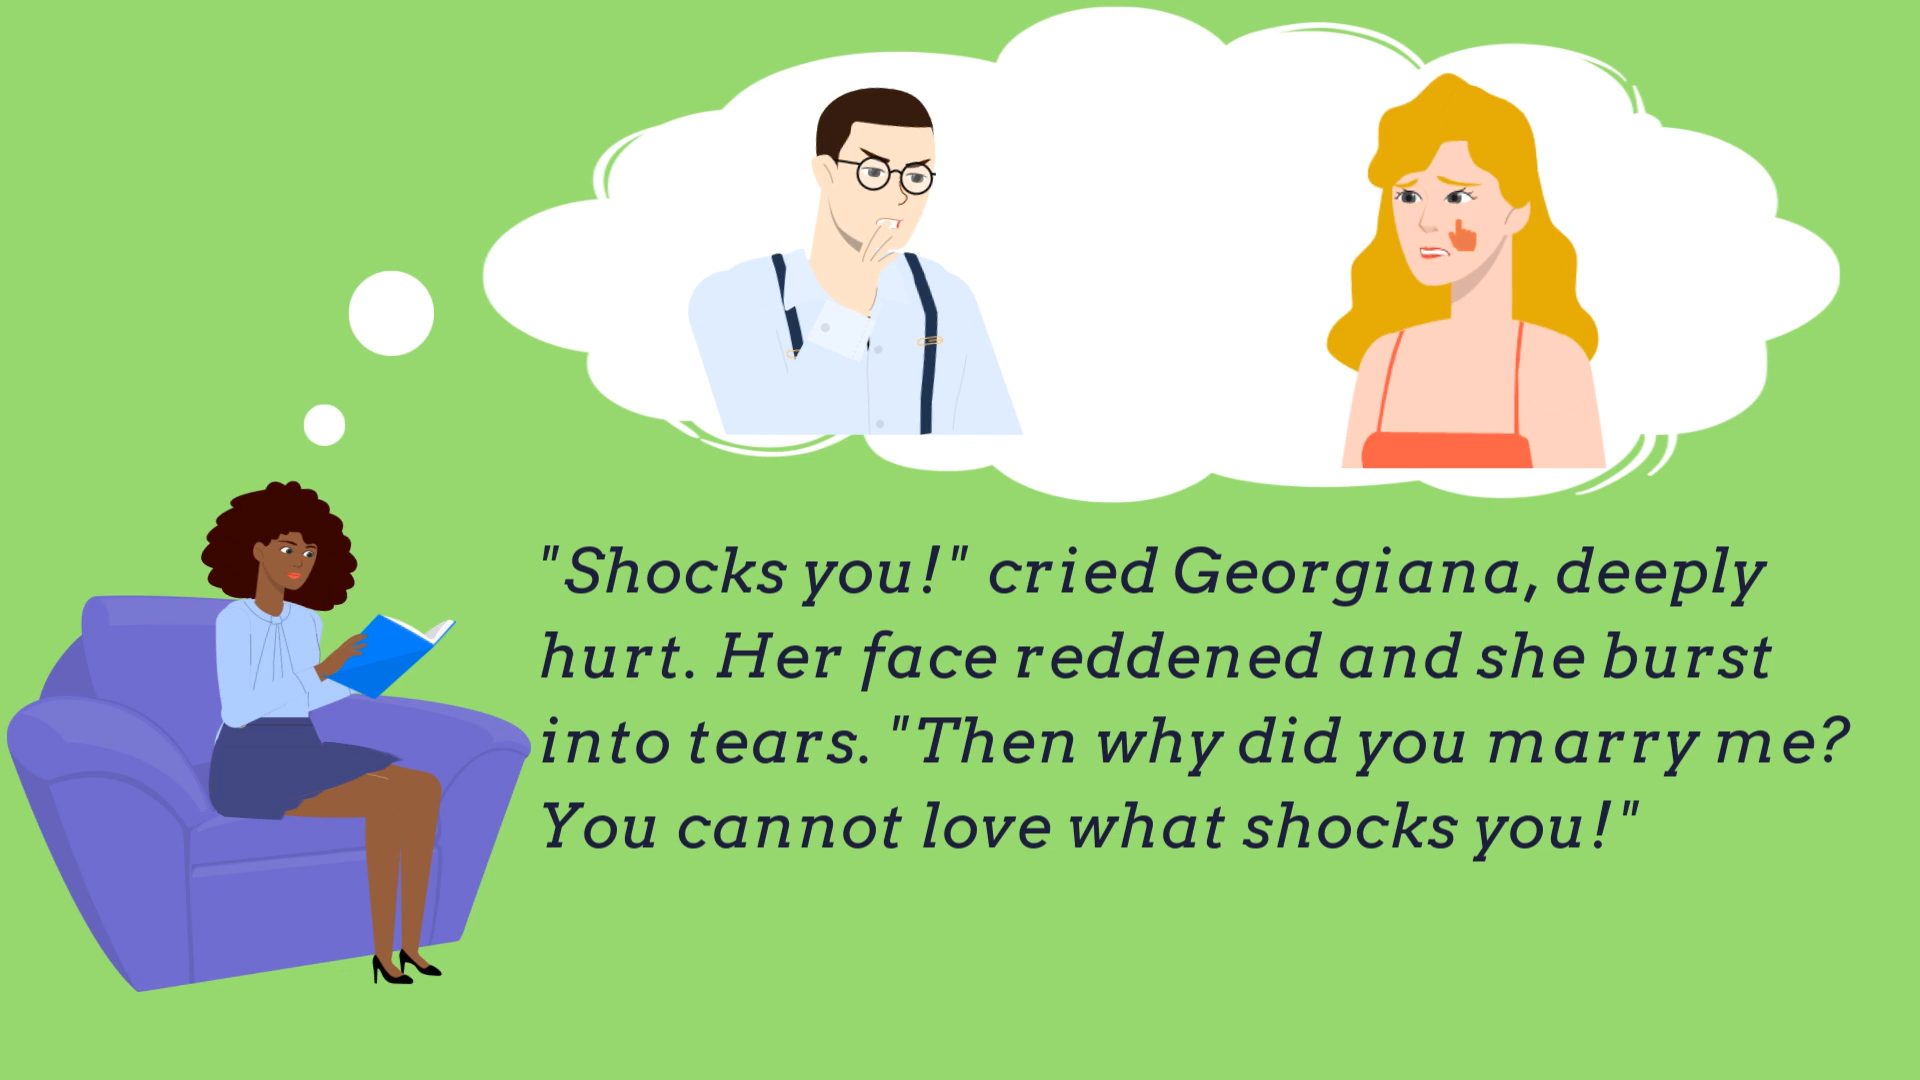 "Shocks you!" cried Georgiana, deeply
hurt. Her face reddened and she burst
into tears. "Then why did you marry me?
You cannot love what shocks you!"